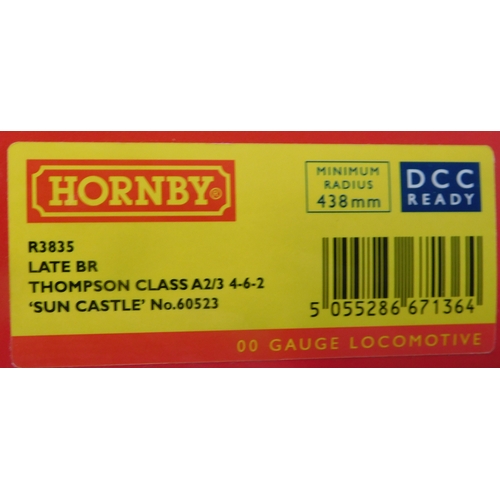 HORNBY®
MINIMUM
RADIUS
438mm
DCC
READY
R3835
LATE BR
THOMPSON CLASS A2/3 4-6-2
'SUN CASTLE' No.60523
5 055286 671364
00 GAUGE LOCOMOTIVE